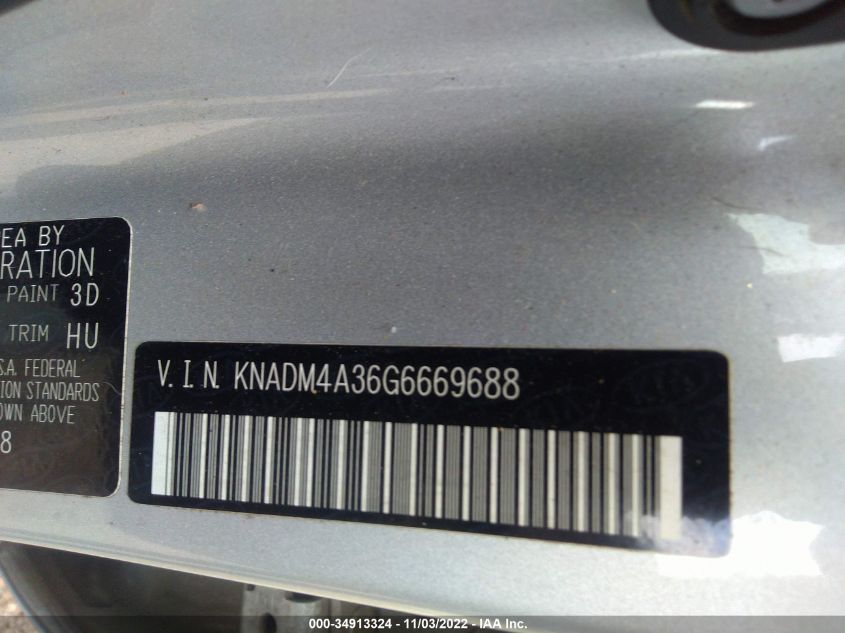 EA BY
RATION
PAINT 3D
TRIM HU
S.A. FEDERAL
ION STANDARDS
OWN ABOVE
8
V.I.N. KNADM4A36G6669688
000-34913324 - 11/03/2022 - IAA Inc.